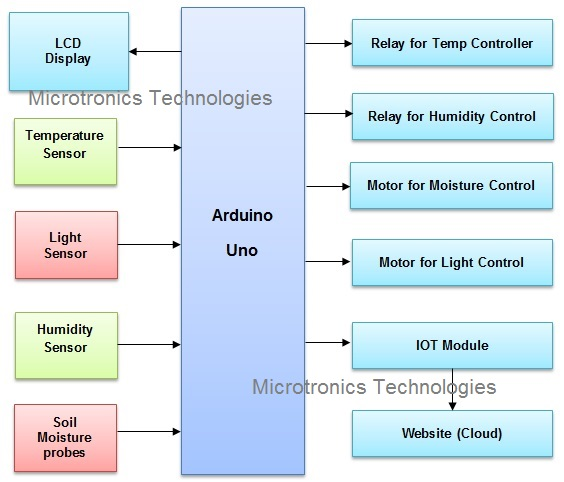 LCD
Display
Microtronics Technologies
Temperature
Sensor
Light
Sensor
Humidity
Sensor
Soil
Moisture
probes
Arduino
Uno
Relay for Temp Controller
Relay for Humidity Control
Motor for Moisture Control
Motor for Light Control
IOT Module
Microtronics Technologies
Website (Cloud)